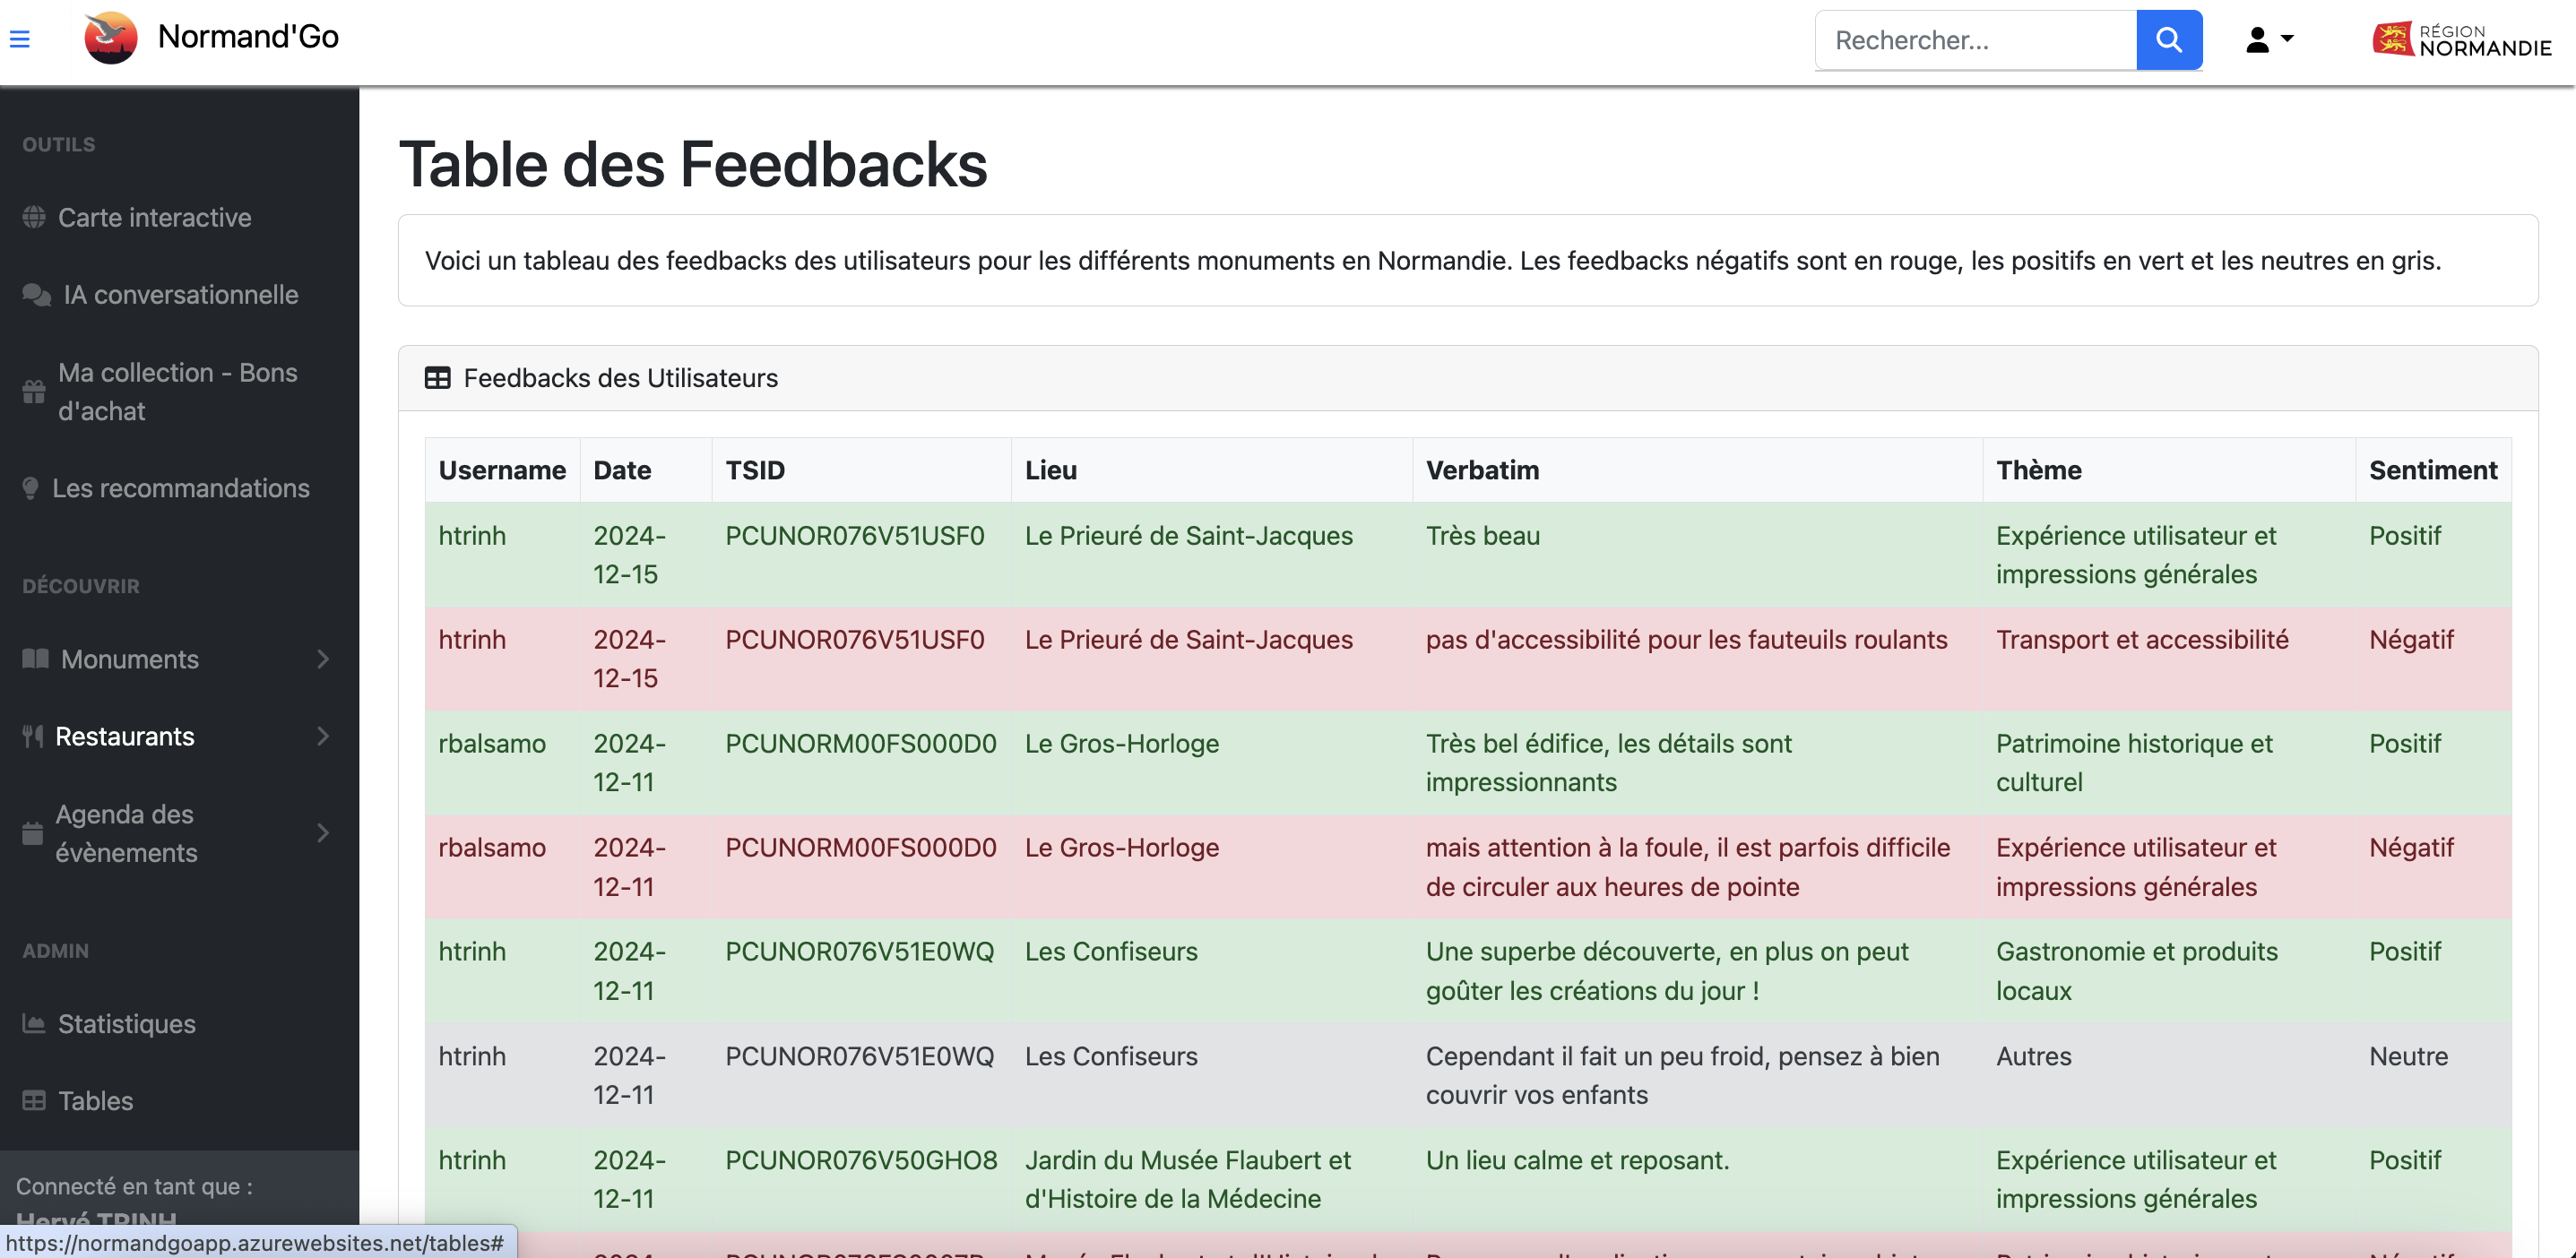 Normand'Go
Rechercher...
RÉGION
NORMANDIE
OUTILS
Carte interactive
IA conversationnelle
Ma collection - Bons
d'achat
Les recommandations
DÉCOUVRIR
Monuments
Restaurants
Agenda des
évènements
ADMIN
Statistiques
Tables
Connecté en tant que :
Hervé TRINH
https://normandgoapp.azurewebsites.net/tables#
Table des Feedbacks
Voici un tableau des feedbacks des utilisateurs pour les différents monuments en Normandie. Les feedbacks négatifs sont en rouge, les positifs en vert et les neutres en gris.
Feedbacks des Utilisateurs
Username Date TSID Lieu Verbatim Thème Sentiment
htrinh 2024- PCUNOR076V51USF0 Le Prieuré de Saint-Jacques Très beau Expérience utilisateur et Positif
12-15 impressions générales
htrinh 2024- PCUNOR076V51USF0 Le Prieuré de Saint-Jacques pas d'accessibilité pour les fauteuils roulants Transport et accessibilité Négatif
12-15
rbalsamo 2024- PCUNORM00FS000D0 Le Gros-Horloge Très bel édifice, les détails sont Patrimoine historique et Positif
12-11 impressionnants culturel
rbalsamo 2024- PCUNORM00FS000D0 Le Gros-Horloge mais attention à la foule, il est parfois difficile Expérience utilisateur et Négatif
12-11 de circuler aux heures de pointe impressions générales
htrinh 2024- PCUNOR076V51E0WQ Les Confiseurs Une superbe découverte, en plus on peut Gastronomie et produits Positif
12-11 goûter les créations du jour ! locaux
htrinh 2024- PCUNOR076V51E0WQ Les Confiseurs Cependant il fait un peu froid, pensez à bien Autres Neutre
12-11 couvrir vos enfants
htrinh 2024- PCUNOR076V50GHO8 Jardin du Musée Flaubert et Un lieu calme et reposant. Expérience utilisateur et Positif
12-11 d'Histoire de la Médecine impressions générales